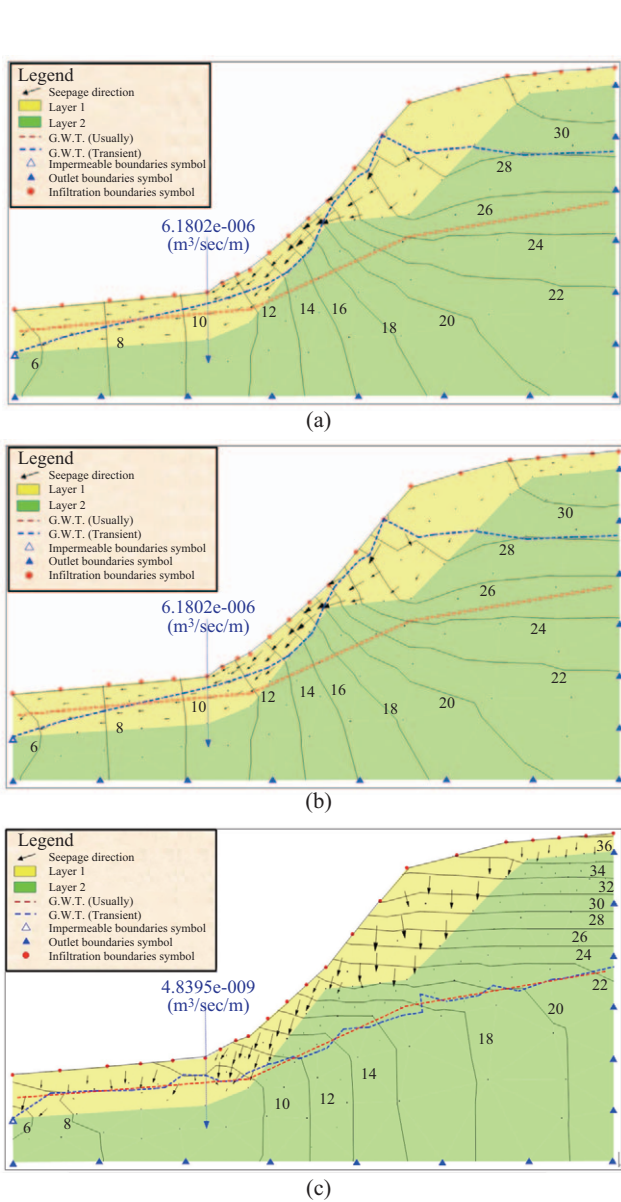 Legend
Seepage direction
Layer 1
Layer 2
G.W.T. (Usually)
G.W.T. (Transient)
Impermeable boundaries symbol
Outlet boundaries symbol
Infiltration boundaries symbol
6.1802e-006
(m³/sec/m)
30
28
26
24
22
20
18
16
14
12
10
8
6
(a)
Legend
Seepage direction
Layer 1
Layer 2
G.W.T. (Usually)
G.W.T. (Transient)
Impermeable boundaries symbol
Outlet boundaries symbol
Infiltration boundaries symbol
6.1802e-006
(m³/sec/m)
30
28
26
24
22
20
18
16
14
12
10
8
6
(b)
Legend
Seepage direction
Layer 1
Layer 2
G.W.T. (Usually)
G.W.T. (Transient)
Impermeable boundaries symbol
Outlet boundaries symbol
Infiltration boundaries symbol
4.8395e-009
(m³/sec/m)
36
34
32
30
28
26
24
22
20
18
14
12
10
8
6
(c)